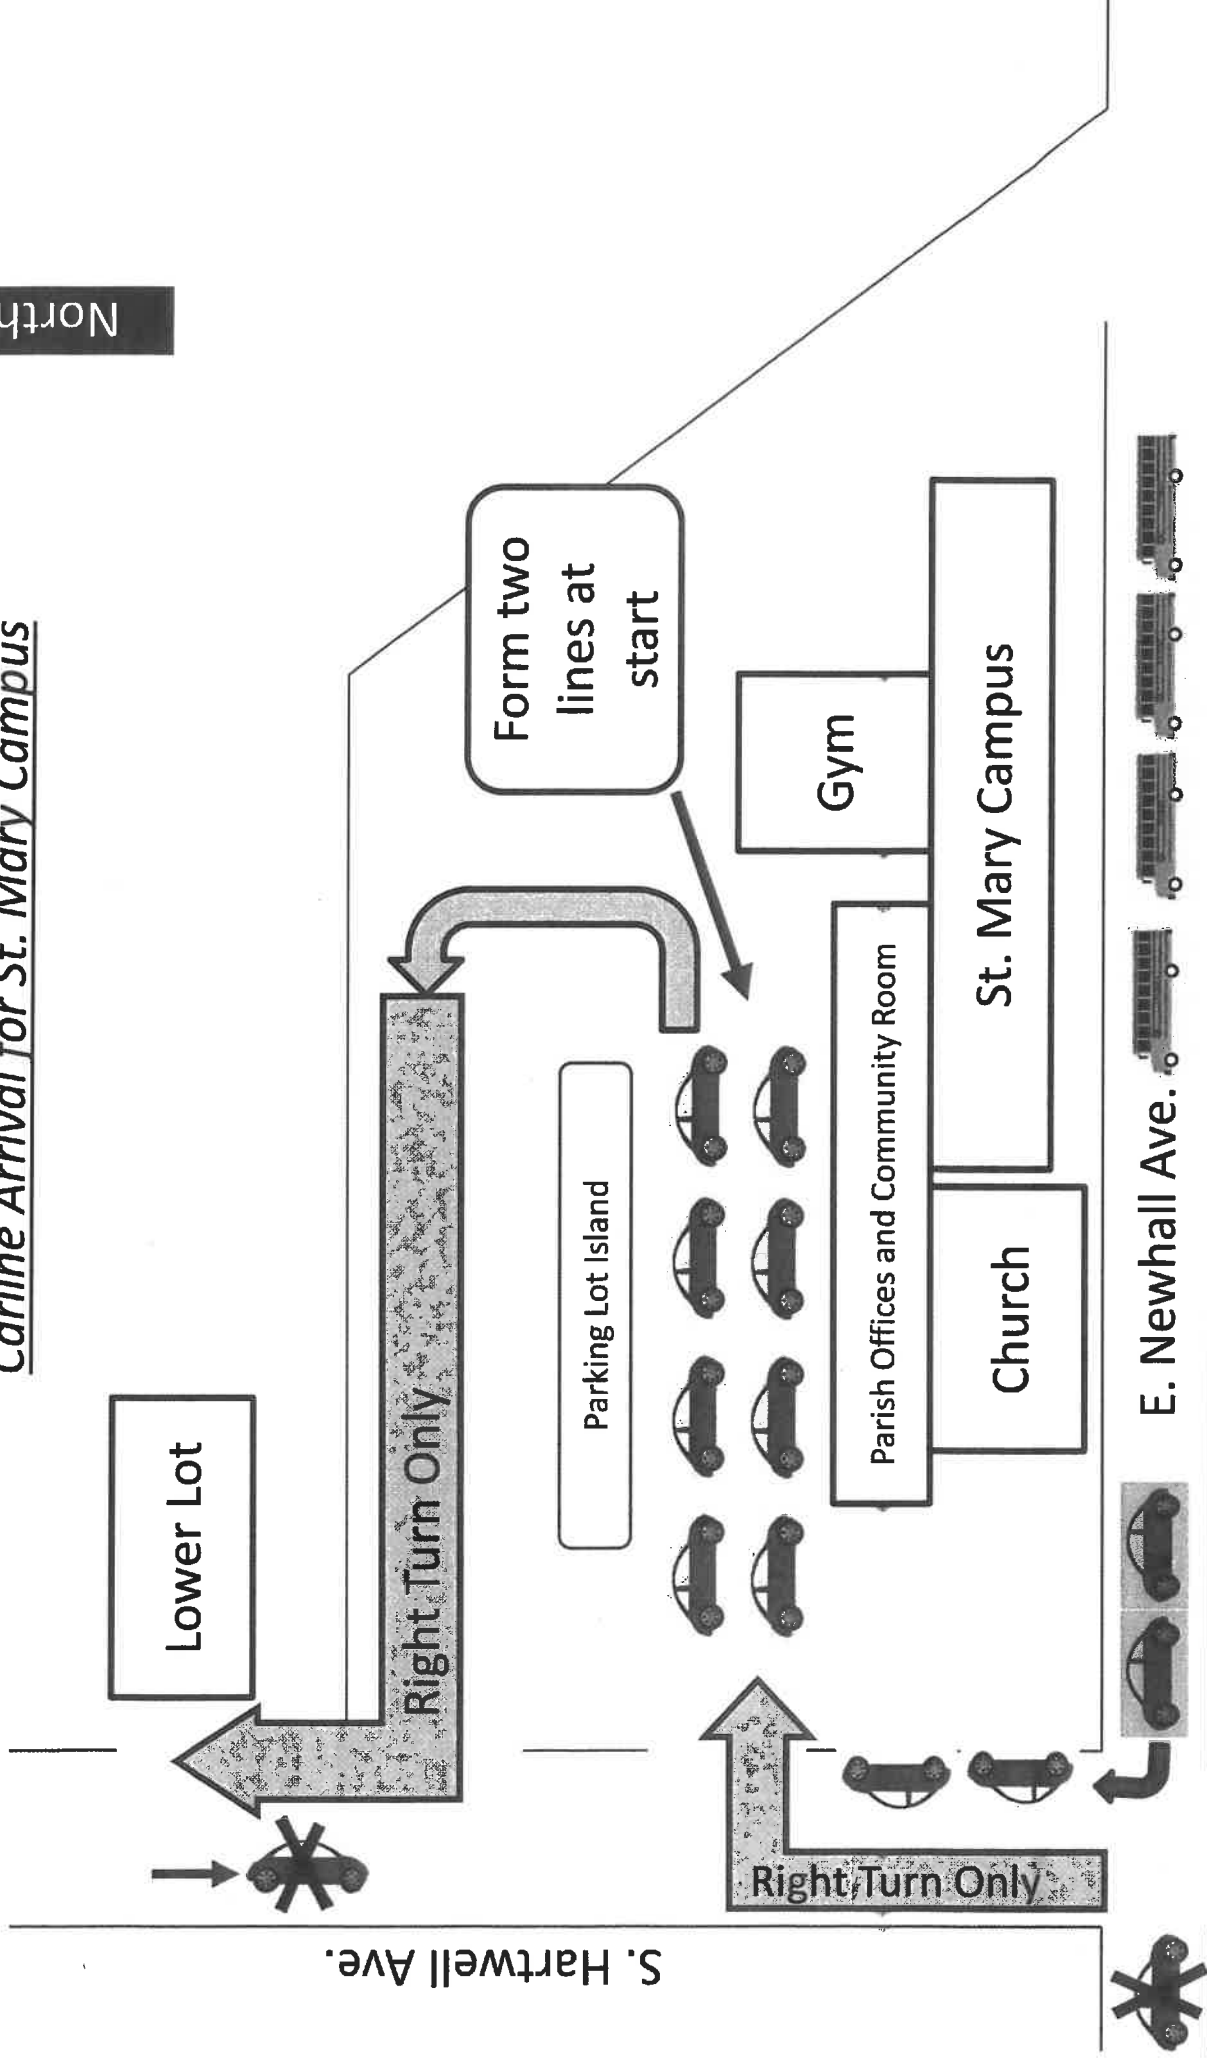 Carline Arrival for St. Mary Campus
North
Lower Lot
Right Turn Only
Form two
lines at
start
Parking Lot Island
Gym
Parish Offices and Community Room
St. Mary Campus
Church
Right Turn Only
S. Hartwell Ave.
E. Newhall Ave.